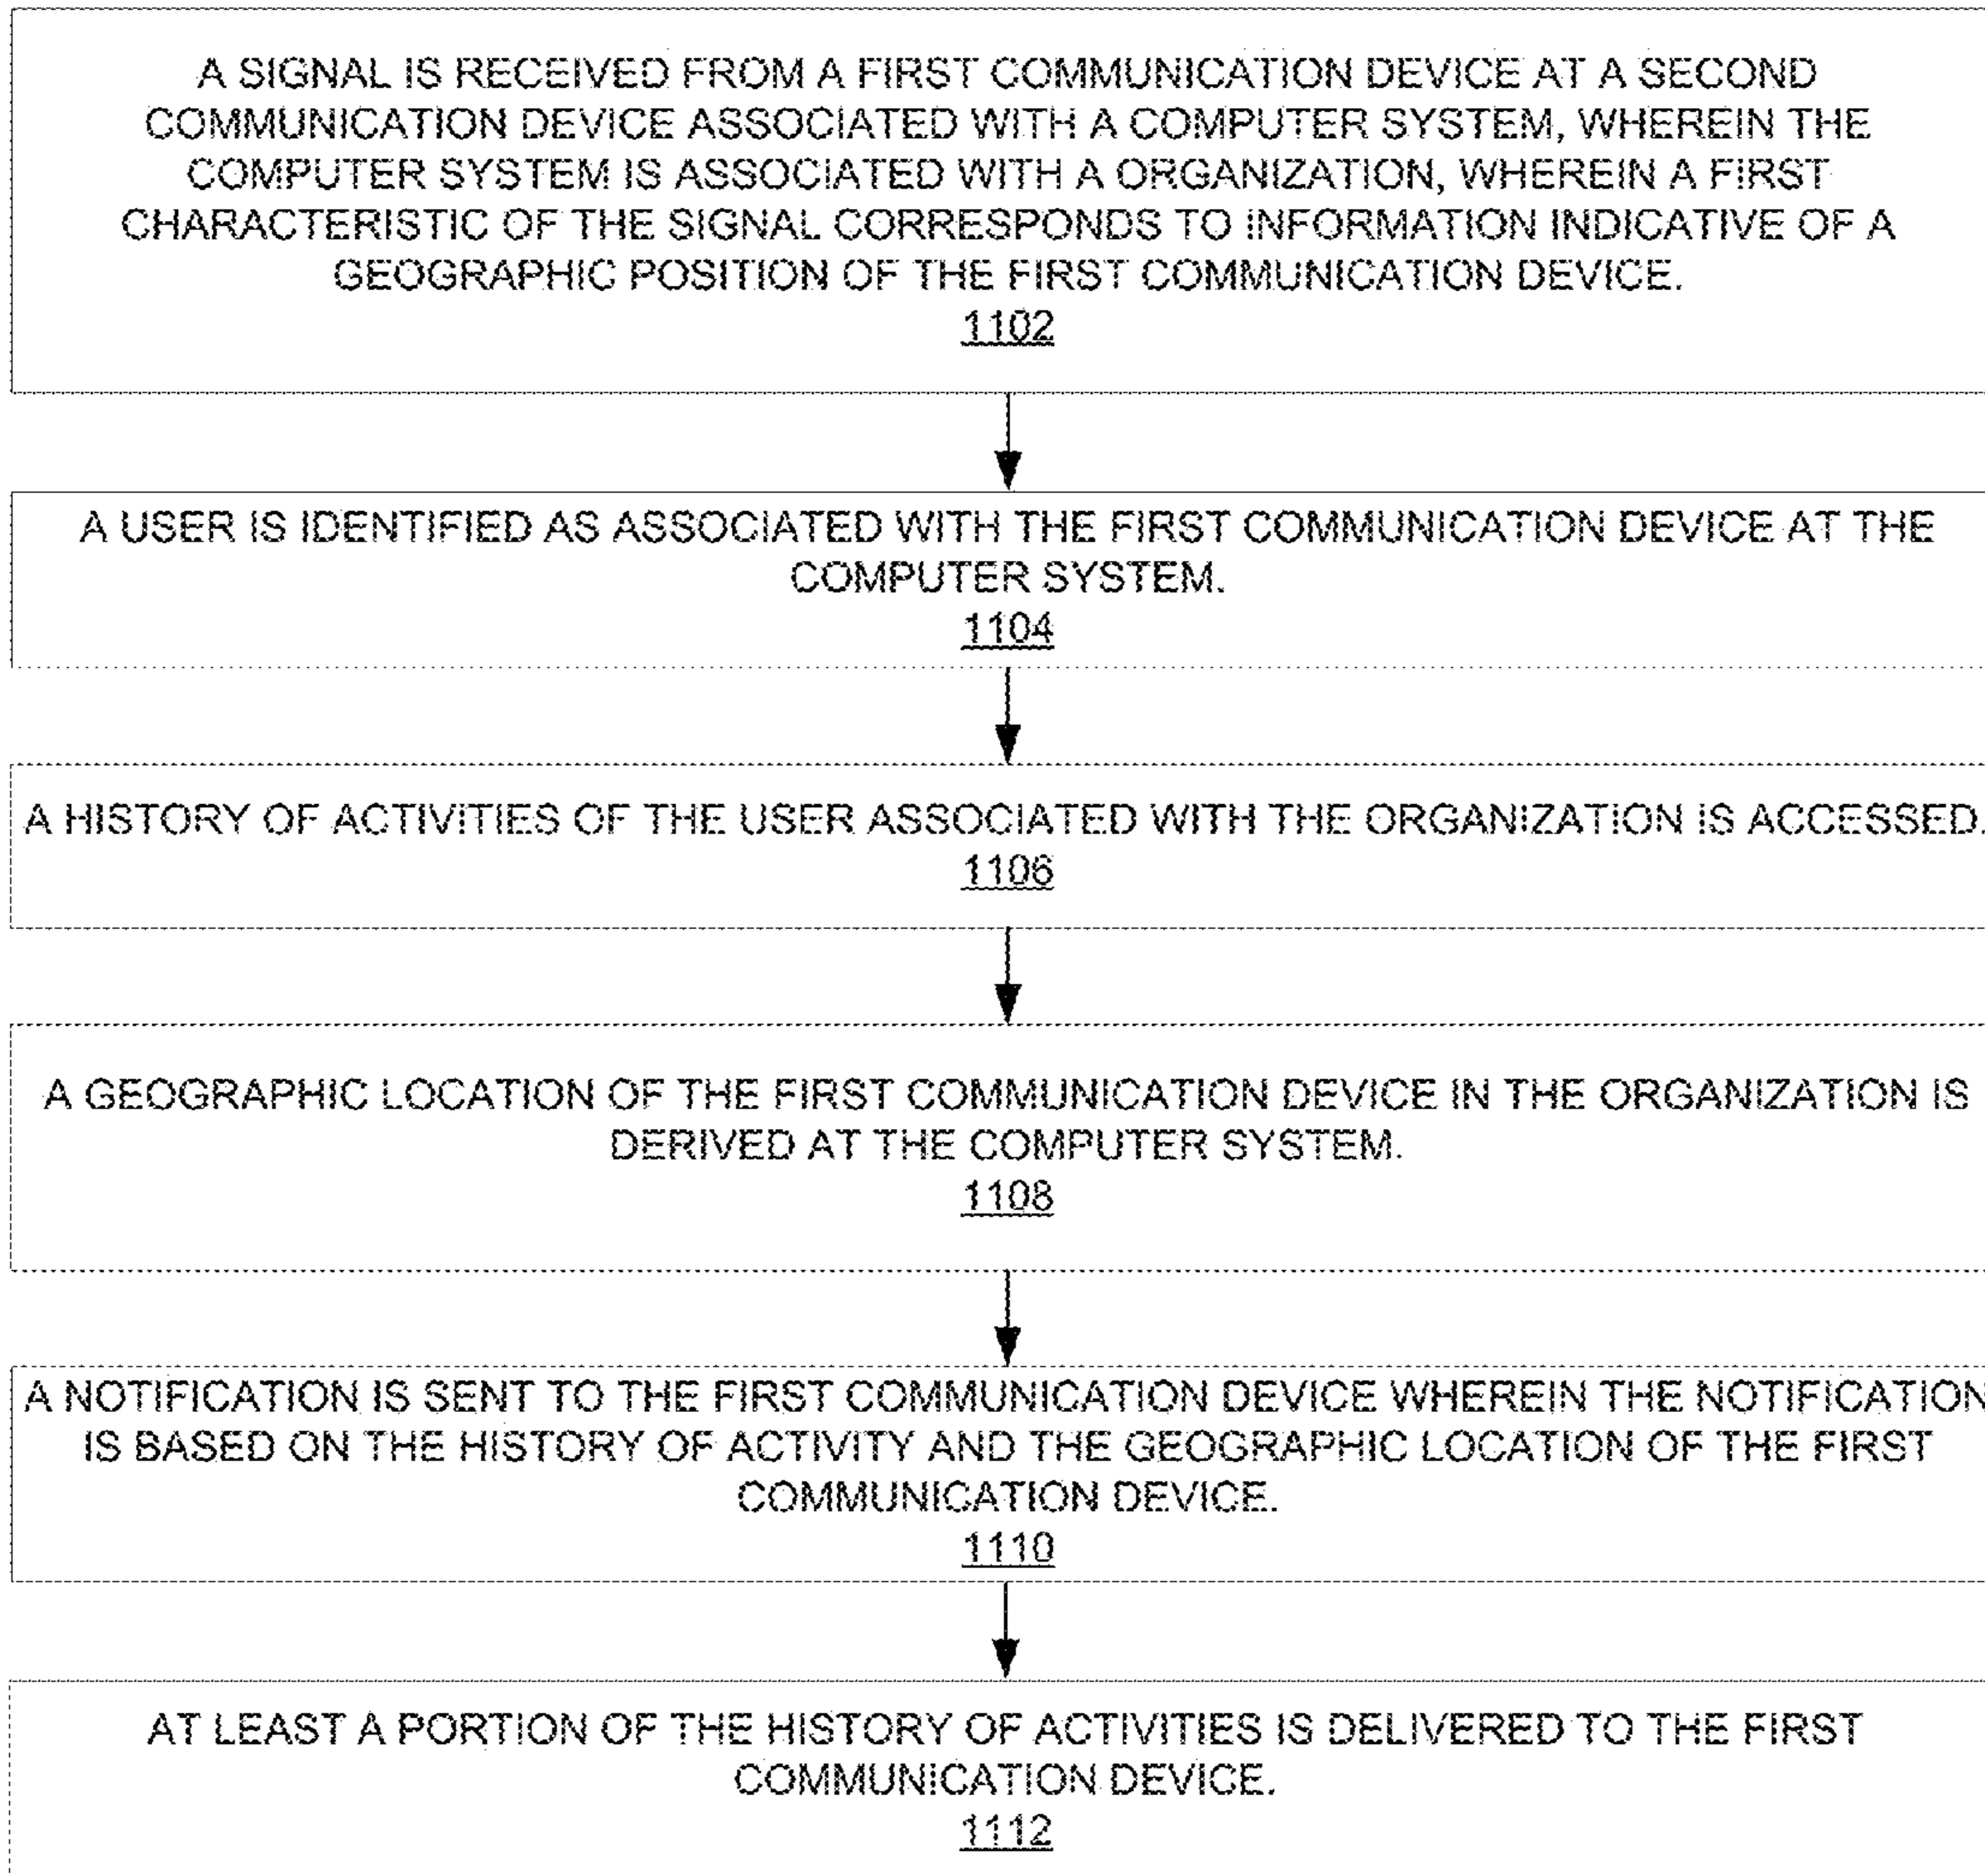 A SIGNAL IS RECEIVED FROM A FIRST COMMUNICATION DEVICE AT A SECOND
COMMUNICATION DEVICE ASSOCIATED WITH A COMPUTER SYSTEM, WHEREIN THE
COMPUTER SYSTEM IS ASSOCIATED WITH A ORGANIZATION, WHEREIN A FIRST
CHARACTERISTIC OF THE SIGNAL CORRESPONDS TO INFORMATION INDICATIVE OF A
GEOGRAPHIC POSITION OF THE FIRST COMMUNICATION DEVICE.
1102
A USER IS IDENTIFIED AS ASSOCIATED WITH THE FIRST COMMUNICATION DEVICE AT THE
COMPUTER SYSTEM.
1104
A HISTORY OF ACTIVITIES OF THE USER ASSOCIATED WITH THE ORGANIZATION IS ACCESSED.
1106
A GEOGRAPHIC LOCATION OF THE FIRST COMMUNICATION DEVICE IN THE ORGANIZATION IS
DERIVED AT THE COMPUTER SYSTEM.
1108
A NOTIFICATION IS SENT TO THE FIRST COMMUNICATION DEVICE WHEREIN THE NOTIFICATION
IS BASED ON THE HISTORY OF ACTIVITY AND THE GEOGRAPHIC LOCATION OF THE FIRST
COMMUNICATION DEVICE.
1110
AT LEAST A PORTION OF THE HISTORY OF ACTIVITIES IS DELIVERED TO THE FIRST
COMMUNICATION DEVICE.
1112